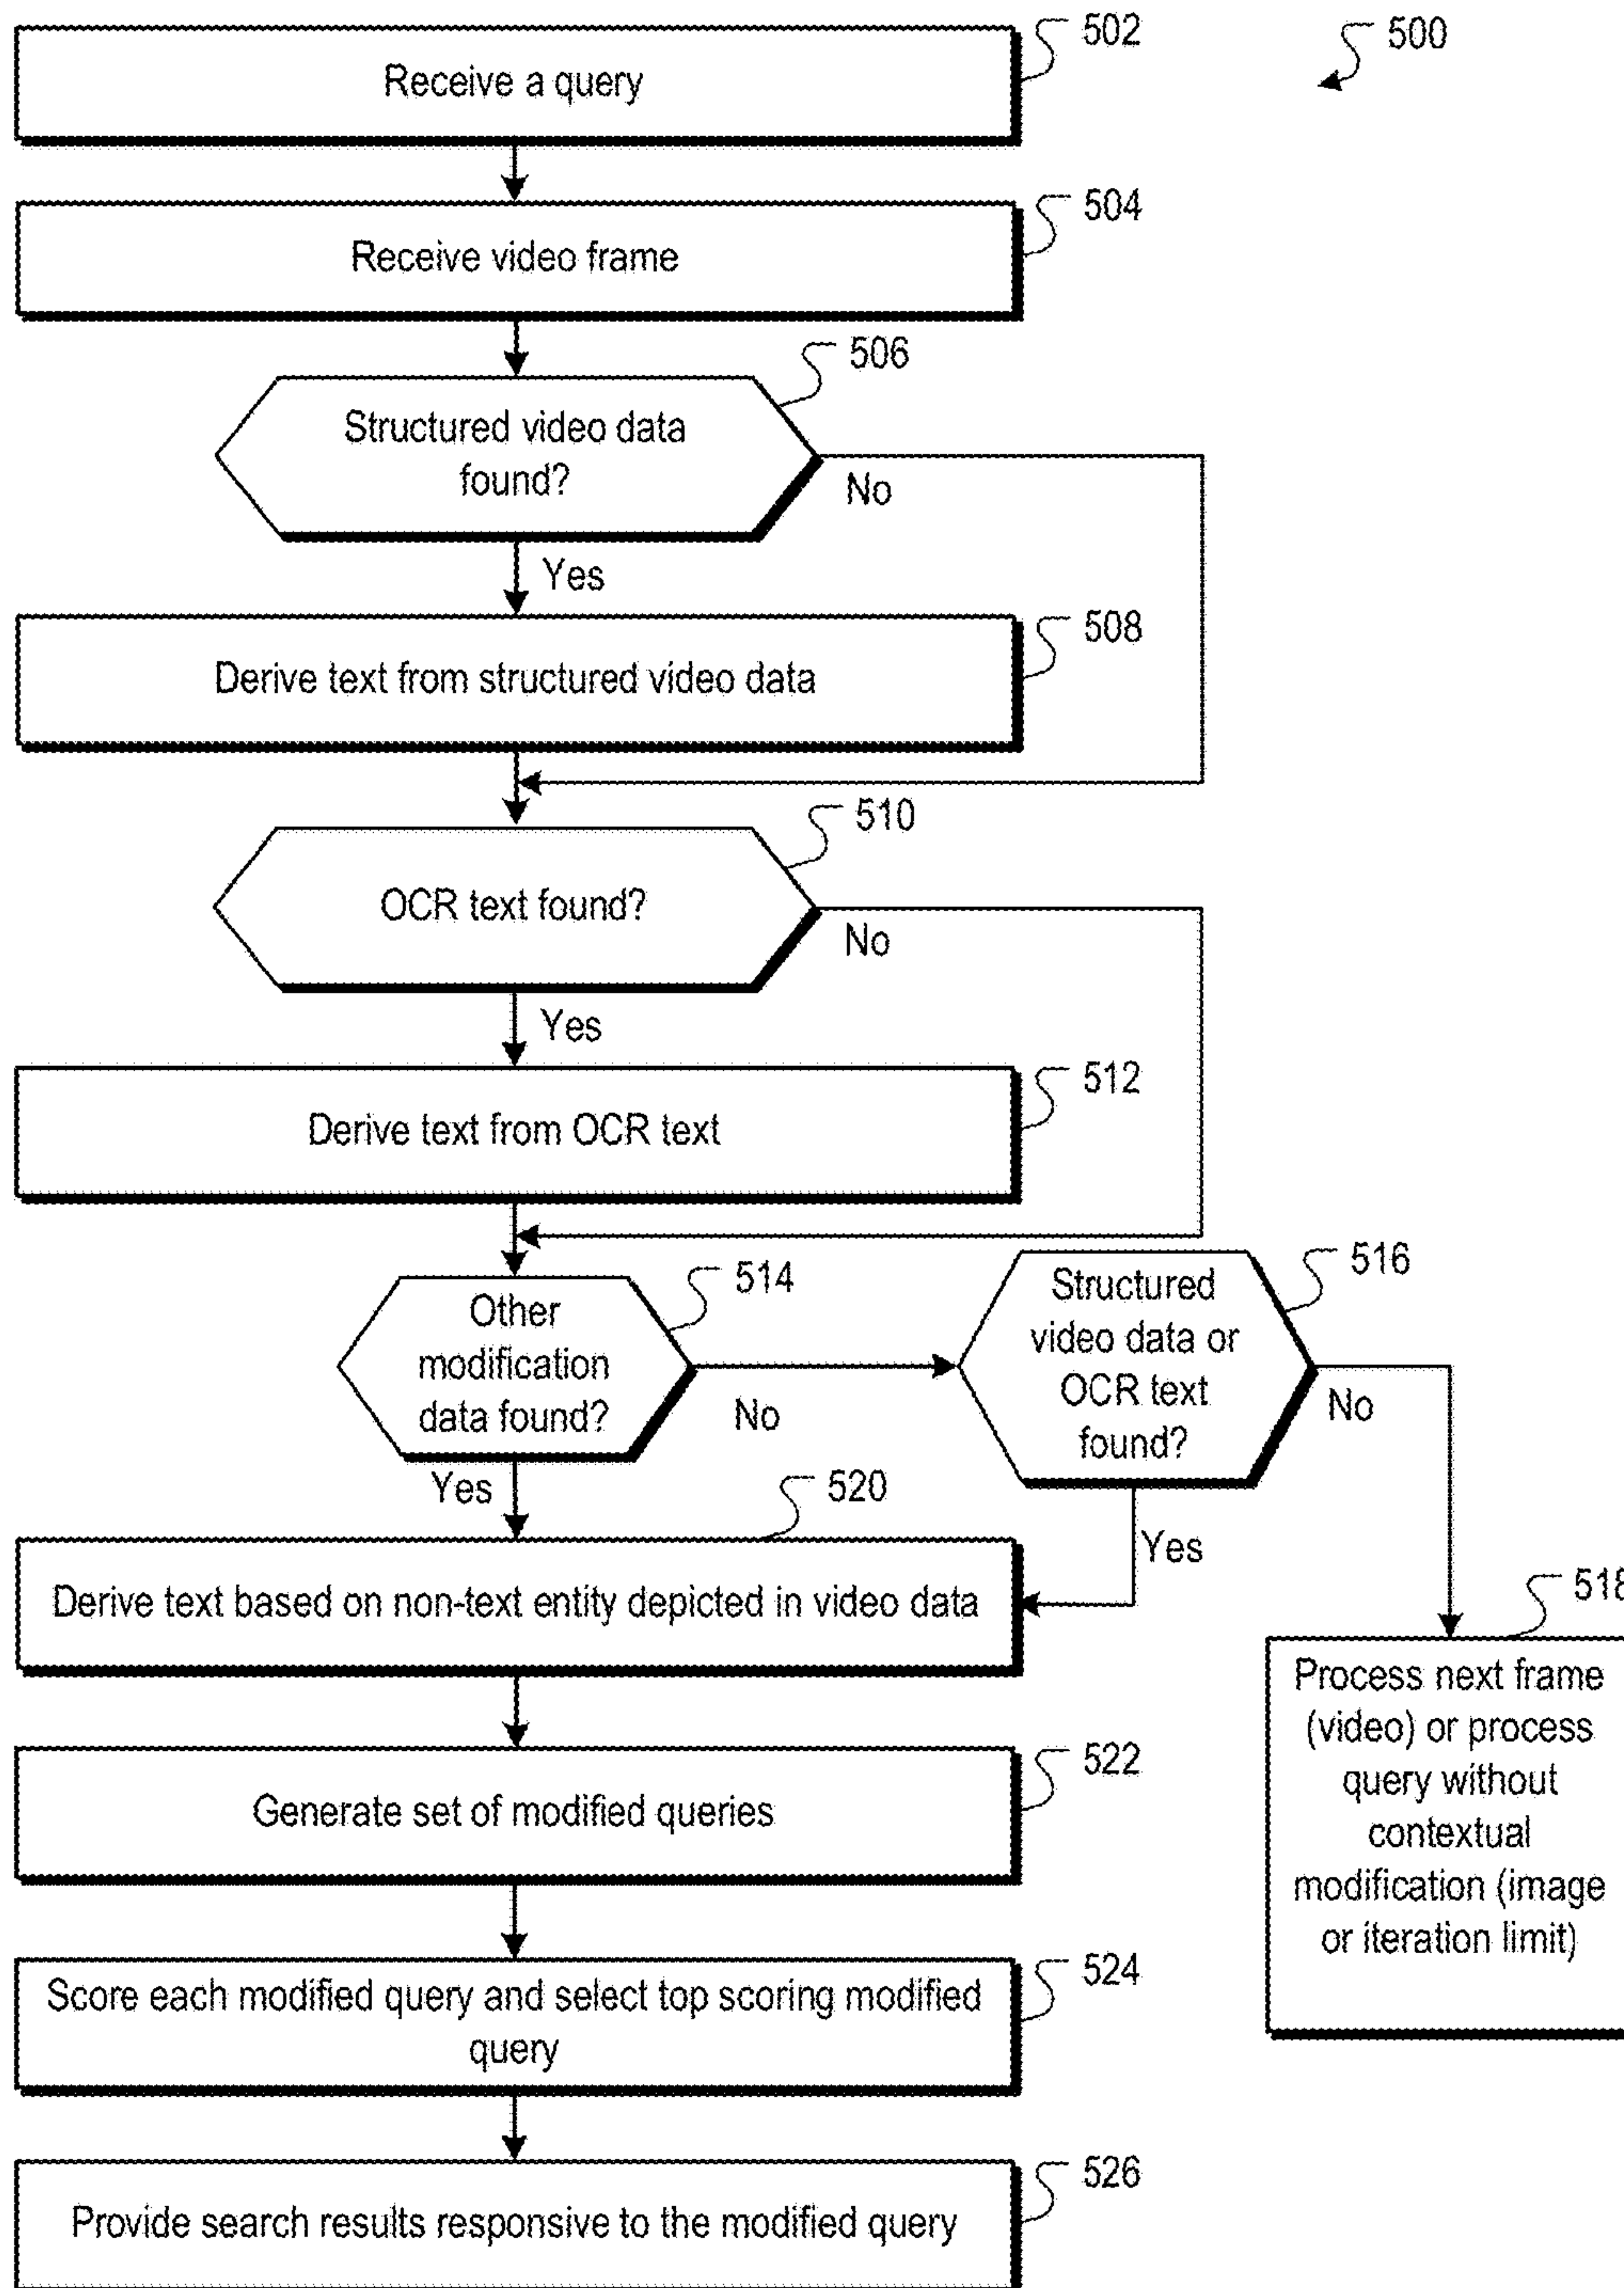 502
500
Receive a query
504
Receive video frame
506
Structured video data
found?
No
Yes
508
Derive text from structured video data
510
OCR text found?
No
Yes
512
Derive text from OCR text
514
516
Other
modification
data found?
No
Structured
video data or
OCR text
found?
No
Yes
520
Yes
Derive text based on non-text entity depicted in video data
518
Process next frame
(video) or process
query without
contextual
modification (image
or iteration limit)
522
Generate set of modified queries
524
Score each modified query and select top scoring modified
query
526
Provide search results responsive to the modified query